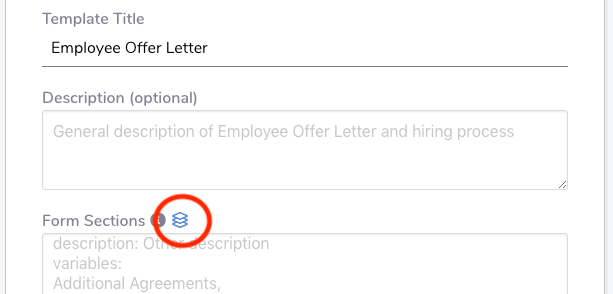 Template Title
Employee Offer Letter
Description (optional)
General description of Employee Offer Letter and hiring process
Form Sections
description: Other description
variables:
Additional Agreements,